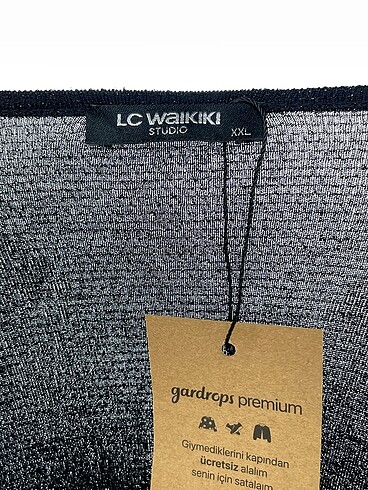 LC WAIKIKI
STUDIO
XXL
gardrops premium
Giymediklerini kapından
ücretsiz alalım
senin için satalım